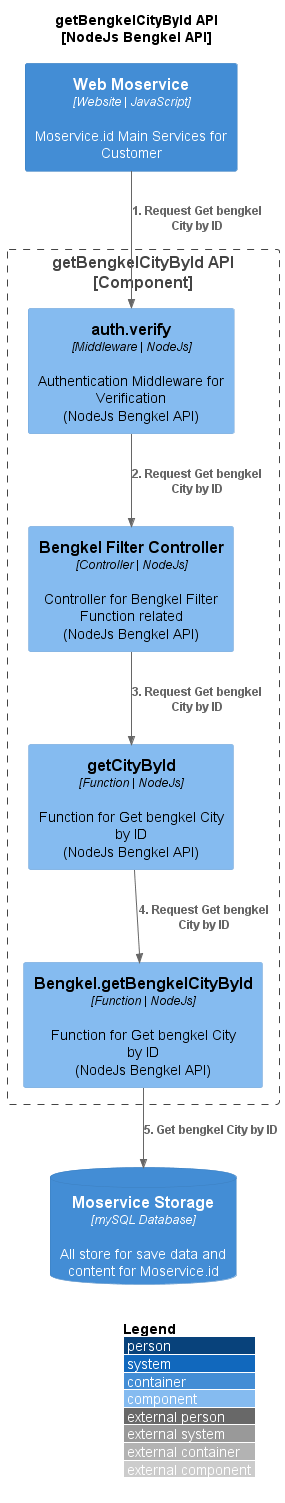 getBengkelCityById API
[NodeJs Bengkel API]
Web Moservice
[Website | JavaScript]
Moservice.id Main Services for
Customer
1. Request Get bengkel
City by ID
getBengkelCityById API
[Component]
auth.verify
[Middleware | NodeJs]
Authentication Middleware for
Verification
(NodeJs Bengkel API)
2. Request Get bengkel
City by ID
Bengkel Filter Controller
[Controller | NodeJs]
Controller for Bengkel Filter
Function related
(NodeJs Bengkel API)
3. Request Get bengkel
City by ID
getCityById
[Function | NodeJs]
Function for Get bengkel City
by ID
(NodeJs Bengkel API)
4. Request Get bengkel
City by ID
Bengkel.getBengkelCityById
[Function | NodeJs]
Function for Get bengkel City
by ID
(NodeJs Bengkel API)
5. Get bengkel City by ID
Moservice Storage
[mySQL Database]
All store for save data and
content for Moservice.id
Legend
person
system
container
component
external person
external system
external container
external component